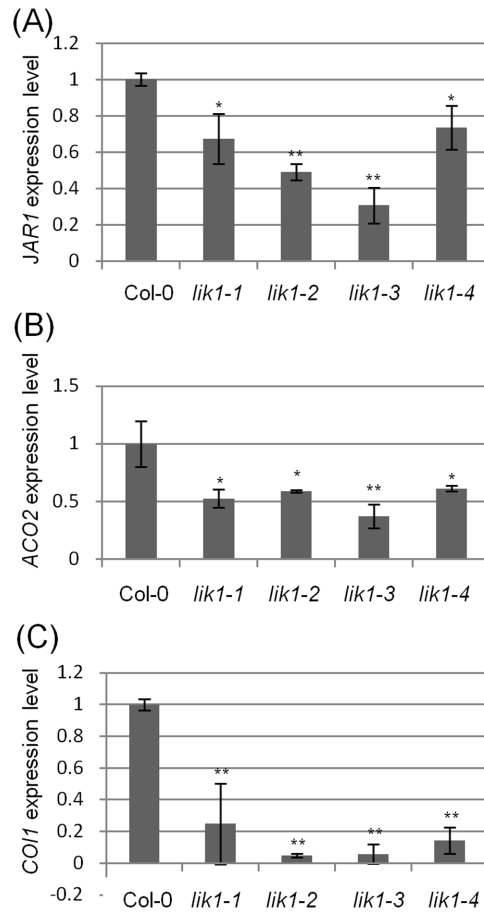 (A)
JAR1 expression level
1.2
1
0.8
0.6
0.4
0.2
0
* ** ** *
Col-0 lik1-1 lik1-2 lik1-3 lik1-4
(B)
ACO2 expression level
1.5
1
0.5
0
* * ** *
Col-0 lik1-1 lik1-2 lik1-3 lik1-4
(C)
COI1 expression level
1.2
1
0.8
0.6
0.4
0.2
0
-0.2
** ** ** **
Col-0 lik1-1 lik1-2 lik1-3 lik1-4